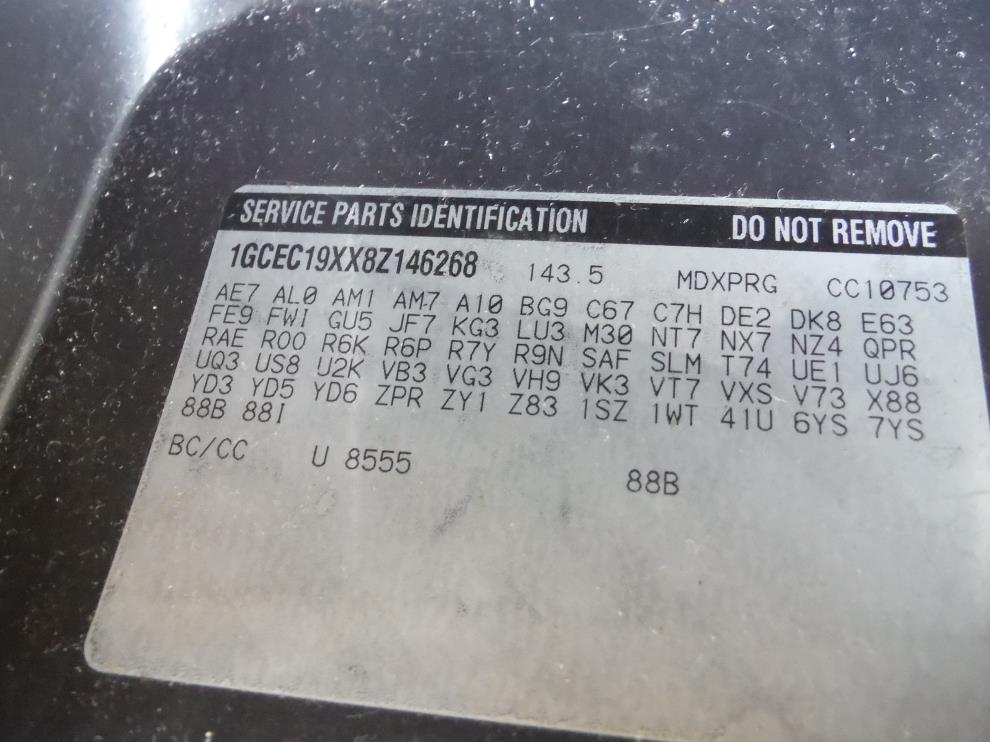 SERVICE PARTS IDENTIFICATION DO NOT REMOVE
1GCEC19XX8Z146268 143.5 MDXPRG CC10753
AE7 AL0 AM1 AM7 A10 BG9 C67 C7H DE2 DK8 E63
FE9 FWI GU5 JF7 KG3 LU3 M30 NT7 NX7 NZ4 QPR
RAE R00 R6K R6P R7Y R9N SAF SLM T74 UE1 UJ6
UQ3 US8 U2K VB3 VG3 VH9 VK3 VT7 VXS V73 X88
YD3 YD5 YD6 ZPR ZY1 Z83 1SZ 1WT 41U 6YS 7YS
88B 88I
BC/CC U 8555 88B